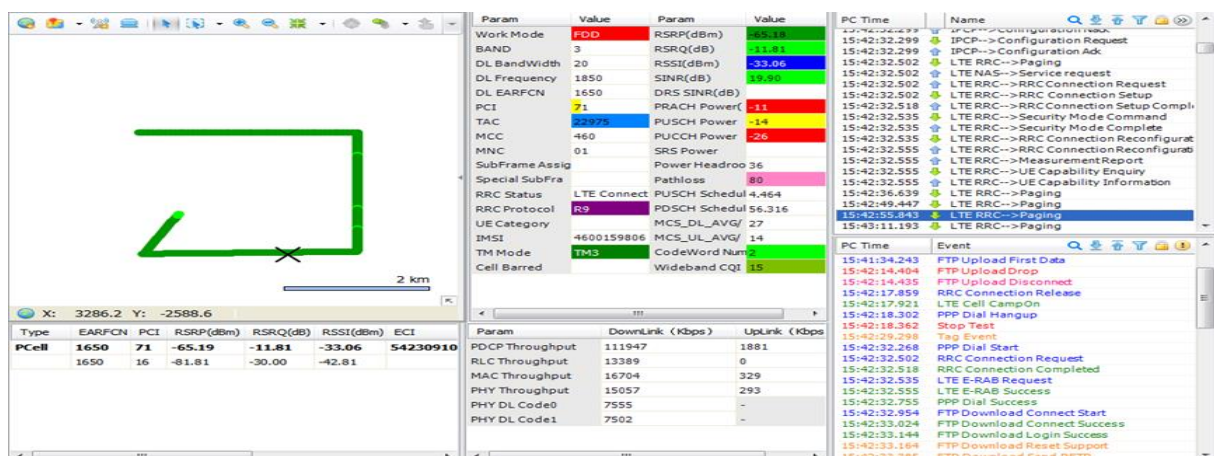 2 km
X: 3286.2 Y: -2588.6
Type EARFCN PCI RSRP(dBm) RSRQ(dB) RSSI(dBm) ECI
PCell 1650 71 -65.19 -11.81 -33.06 54230910
1650 16 -81.81 -30.00 -42.81
Param Value Param Value
Work Mode FDD RSRP(dBm) -65.18
BAND 3 RSRQ(dB) -11.81
DL BandWidth 20 RSSI(dBm) -33.06
DL Frequency 1850 SINR(dB) 19.90
DL EARFCN 1650 DRS SINR(dB)
PCI 71 PRACH Power( -11
TAC 22975 PUSCH Power -14
MCC 460 PUCCH Power -26
MNC 01 SRS Power
SubFrame Assig Power Headroo 36
Special SubFra Pathloss 80
RRC Status LTE Connect PUSCH Schedul 4.464
RRC Protocol R9 PDSCH Schedul 56.316
UE Category MCS_DL_AVG/ 27
IMSI 4600159806 MCS_UL_AVG/ 14
TM Mode TM3 CodeWord Num 2
Cell Barred Wideband CQI 15
Param DownLink (Kbps) UpLink (Kbps
PDCP Throughput 111947 1881
RLC Throughput 13389 0
MAC Throughput 16704 329
PHY Throughput 15057 293
PHY DL Code0 7555 -
PHY DL Code1 7502 -
PC Time Name
15:42:32.299 IPCP-->Configuration Nack
15:42:32.299 IPCP-->Configuration Request
15:42:32.299 IPCP-->Configuration Ack
15:42:32.502 LTE RRC-->Paging
15:42:32.502 LTE NAS-->Service request
15:42:32.502 LTE RRC-->RRC Connection Request
15:42:32.502 LTE RRC-->RRC Connection Setup
15:42:32.518 LTE RRC-->RRC Connection Setup Compl
15:42:32.535 LTE RRC-->Security Mode Command
15:42:32.535 LTE RRC-->Security Mode Complete
15:42:32.535 LTE RRC-->RRC Connection Reconfigurat
15:42:32.555 LTE RRC-->RRC Connection Reconfigurati
15:42:32.555 LTE RRC-->Measurement Report
15:42:32.555 LTE RRC-->UE Capability Enquiry
15:42:32.555 LTE RRC-->UE Capability Information
15:42:36.639 LTE RRC-->Paging
15:42:49.447 LTE RRC-->Paging
15:42:55.843 LTE RRC-->Paging
15:43:11.193 LTE RRC-->Paging
PC Time Event
15:41:34.243 FTP Upload First Data
15:42:14.404 FTP Upload Drop
15:42:14.435 FTP Upload Disconnect
15:42:17.859 RRC Connection Release
15:42:17.921 LTE Cell CampOn
15:42:18.302 PPP Dial Hangup
15:42:18.362 Stop Test
15:42:29.298 Tag Event
15:42:32.268 PPP Dial Start
15:42:32.502 RRC Connection Request
15:42:32.518 RRC Connection Completed
15:42:32.535 LTE E-RAB Request
15:42:32.555 LTE E-RAB Success
15:42:32.755 PPP Dial Success
15:42:32.954 FTP Download Connect Start
15:42:33.024 FTP Download Connect Success
15:42:33.144 FTP Download Login Success
15:42:33.164 FTP Download Reset Support